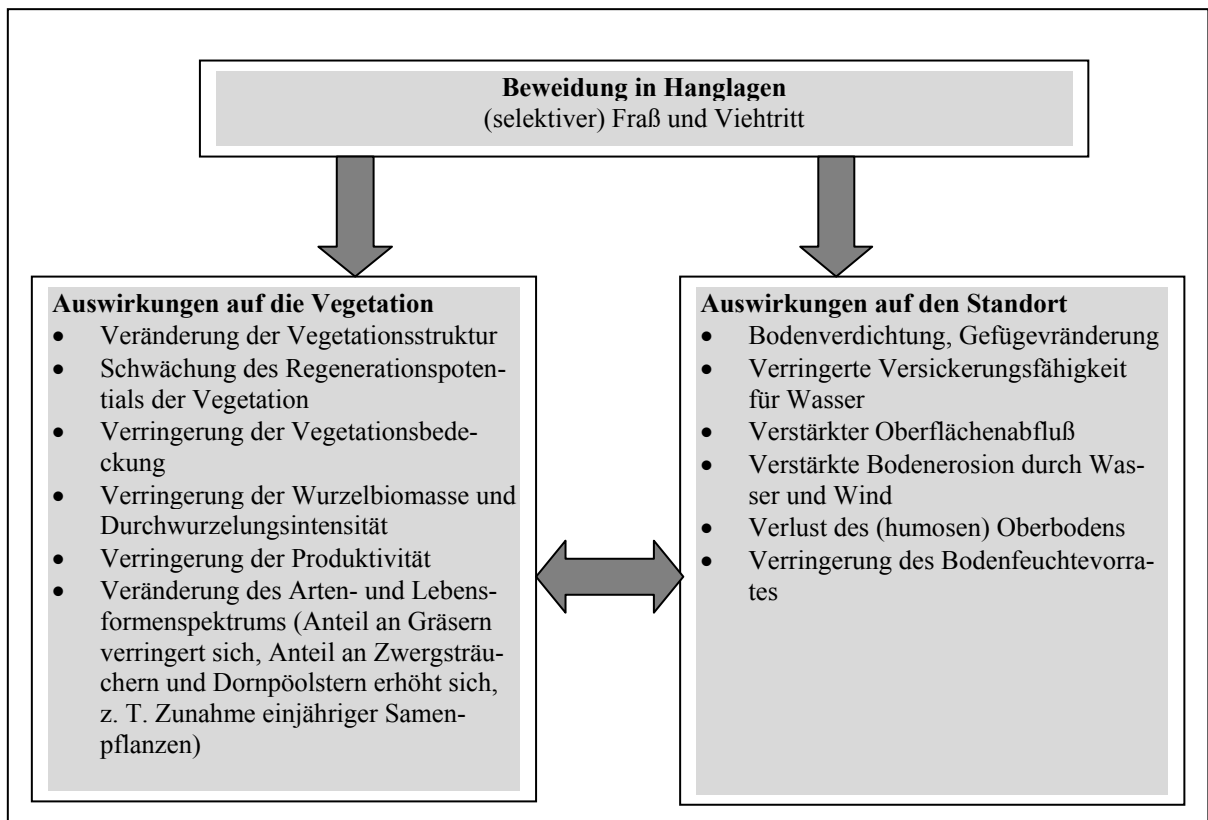 Beweidung in Hanglagen
(selektiver) Fraß und Viehtritt
Auswirkungen auf die Vegetation
• Veränderung der Vegetationsstruktur
• Schwächung des Regenerationspoten-
tials der Vegetation
• Verringerung der Vegetationsbede-
ckung
• Verringerung der Wurzelbiomasse und
Durchwurzelungsintensität
• Verringerung der Produktivität
• Veränderung des Arten- und Lebens-
formenspektrums (Anteil an Gräsern
verringert sich, Anteil an Zwergsträu-
chern und Dornpöolstern erhöht sich,
z. T. Zunahme einjähriger Samen-
pflanzen)
Auswirkungen auf den Standort
• Bodenverdichtung, Gefügevränderung
• Verringerte Versickerungsfähigkeit
für Wasser
• Verstärkter Oberflächenabfluß
• Verstärkte Bodenerosion durch Was-
ser und Wind
• Verlust des (humosen) Oberbodens
• Verringerung des Bodenfeuchtevorra-
tes